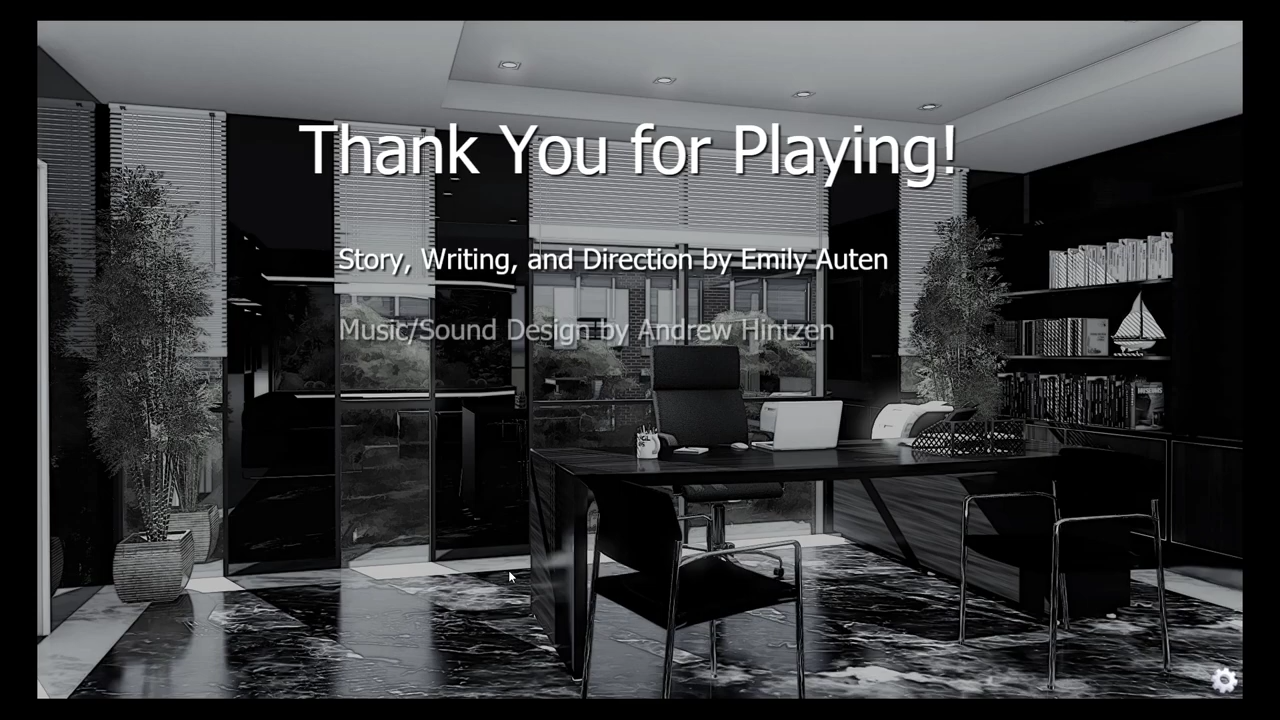 Thank You for Playing!
Story, Writing, and Direction by Emily Auten
Music/Sound Design by Andrew Hintzen